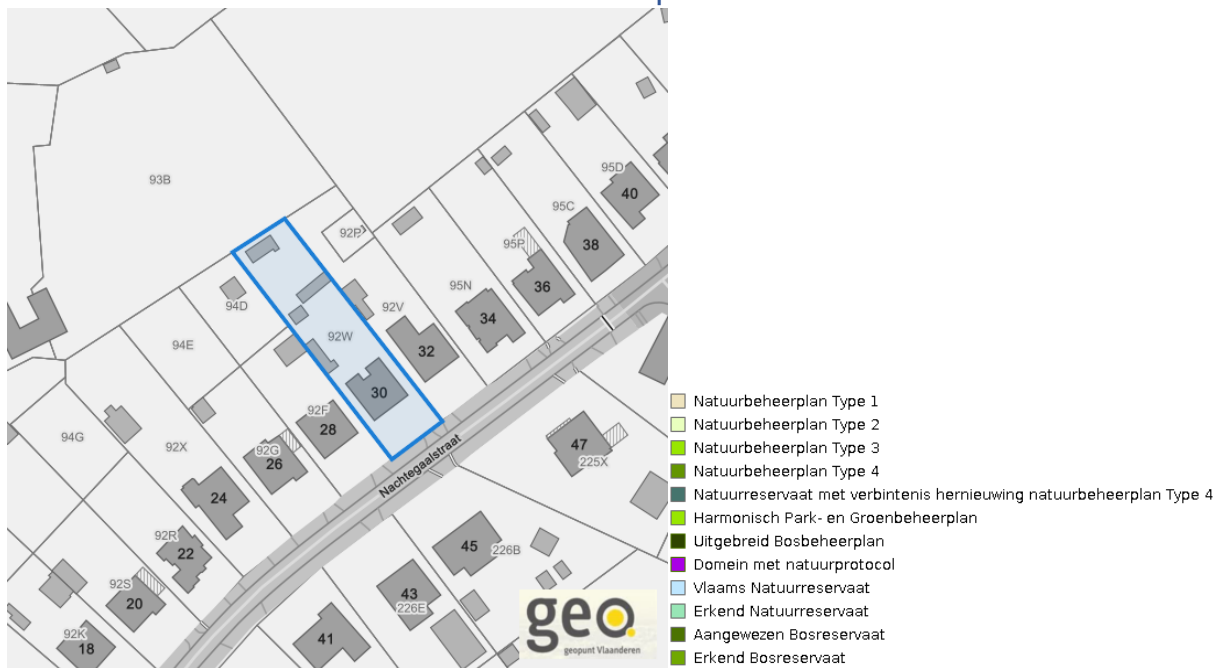 93B
95D
40
95C
38
92P
95P
36
94D
92V
95N
34
92W
32
94E
30
92F
28
94G
92X
92G
26
Nachtegaalstraat
47
225X
24
92R
22
45
226B
92S
20
43
226E
92K
18
41
geo.
geopunt Vlaanderen
Natuurbeheerplan Type 1
Natuurbeheerplan Type 2
Natuurbeheerplan Type 3
Natuurbeheerplan Type 4
Natuurreservaat met verbintenis hernieuwing natuurbeheerplan Type 4
Harmonisch Park- en Groenbeheerplan
Uitgebreid Bosbeheerplan
Domein met natuurprotocol
Vlaams Natuurreservaat
Erkend Natuurreservaat
Aangewezen Bosreservaat
Erkend Bosreservaat